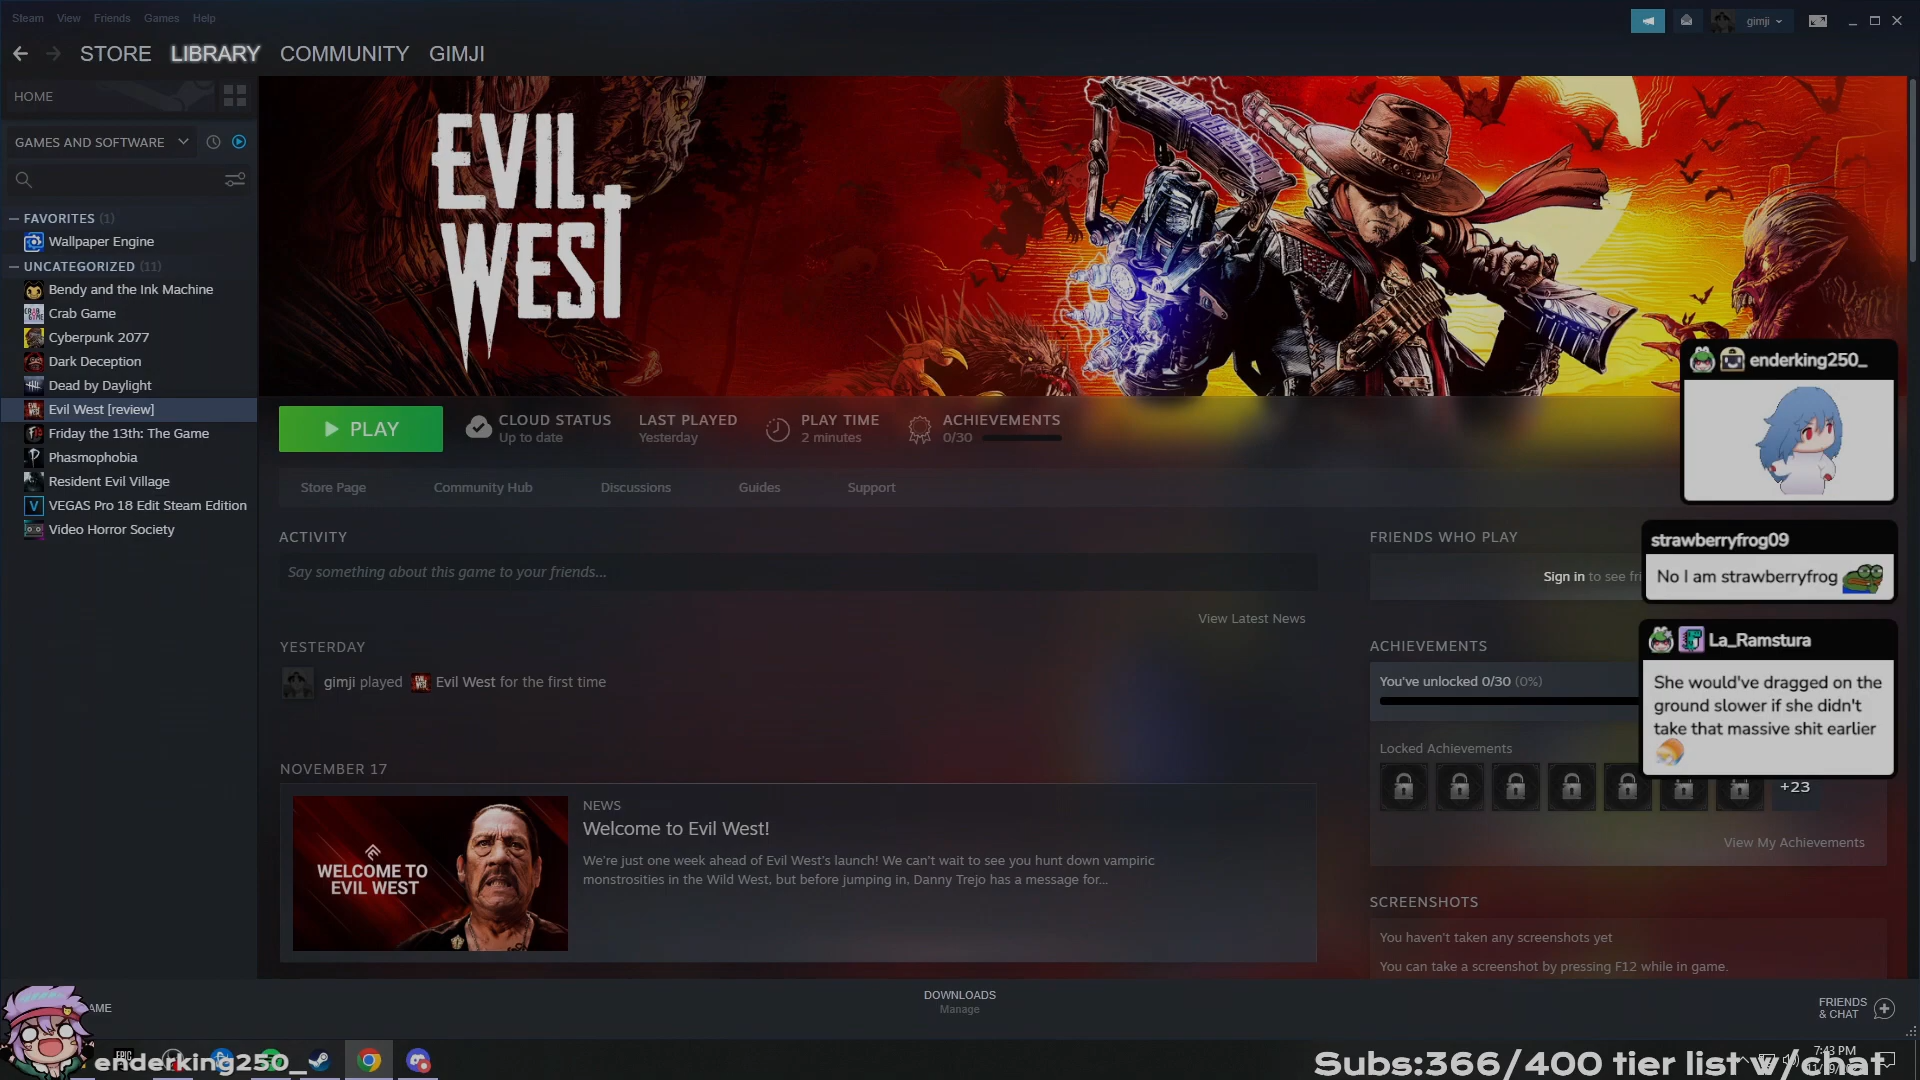 Steam View Friends Games Help
gimji
STORE LIBRARY COMMUNITY GIMJI
HOME
GAMES AND SOFTWARE
FAVORITES (1)
Wallpaper Engine
UNCATEGORIZED (11)
Bendy and the Ink Machine
Crab Game
Cyberpunk 2077
Dark Deception
Dead by Daylight
Evil West [review]
Friday the 13th: The Game
Phasmophobia
Resident Evil Village
VEGAS Pro 18 Edit Steam Edition
Video Horror Society
EVIL
WEST
PLAY
CLOUD STATUS
Up to date
LAST PLAYED
Yesterday
PLAY TIME
2 minutes
ACHIEVEMENTS
0/30
Store Page Community Hub Discussions Guides Support
ACTIVITY
Say something about this game to your friends...
View Latest News
YESTERDAY
gimji played Evil West for the first time
NOVEMBER 17
WELCOME TO
EVIL WEST
NEWS
Welcome to Evil West!
We're just one week ahead of Evil West's launch! We can't wait to see you hunt down vampiric
monstrosities in the Wild West, but before jumping in, Danny Trejo has a message for...
FRIENDS WHO PLAY
Sign in to see fri
ACHIEVEMENTS
You've unlocked 0/30 (0%)
Locked Achievements
+23
View My Achievements
SCREENSHOTS
You haven't taken any screenshots yet
You can take a screenshot by pressing F12 while in game.
enderking250_
strawberryfrog09
No I am strawberryfrog
La_Ramstura
She would've dragged on the
ground slower if she didn't
take that massive shit earlier
AME
DOWNLOADS
Manage
FRIENDS
& CHAT
EPIC
enderking250_
Subs:366/400 tier list w/chat
7:43 PM